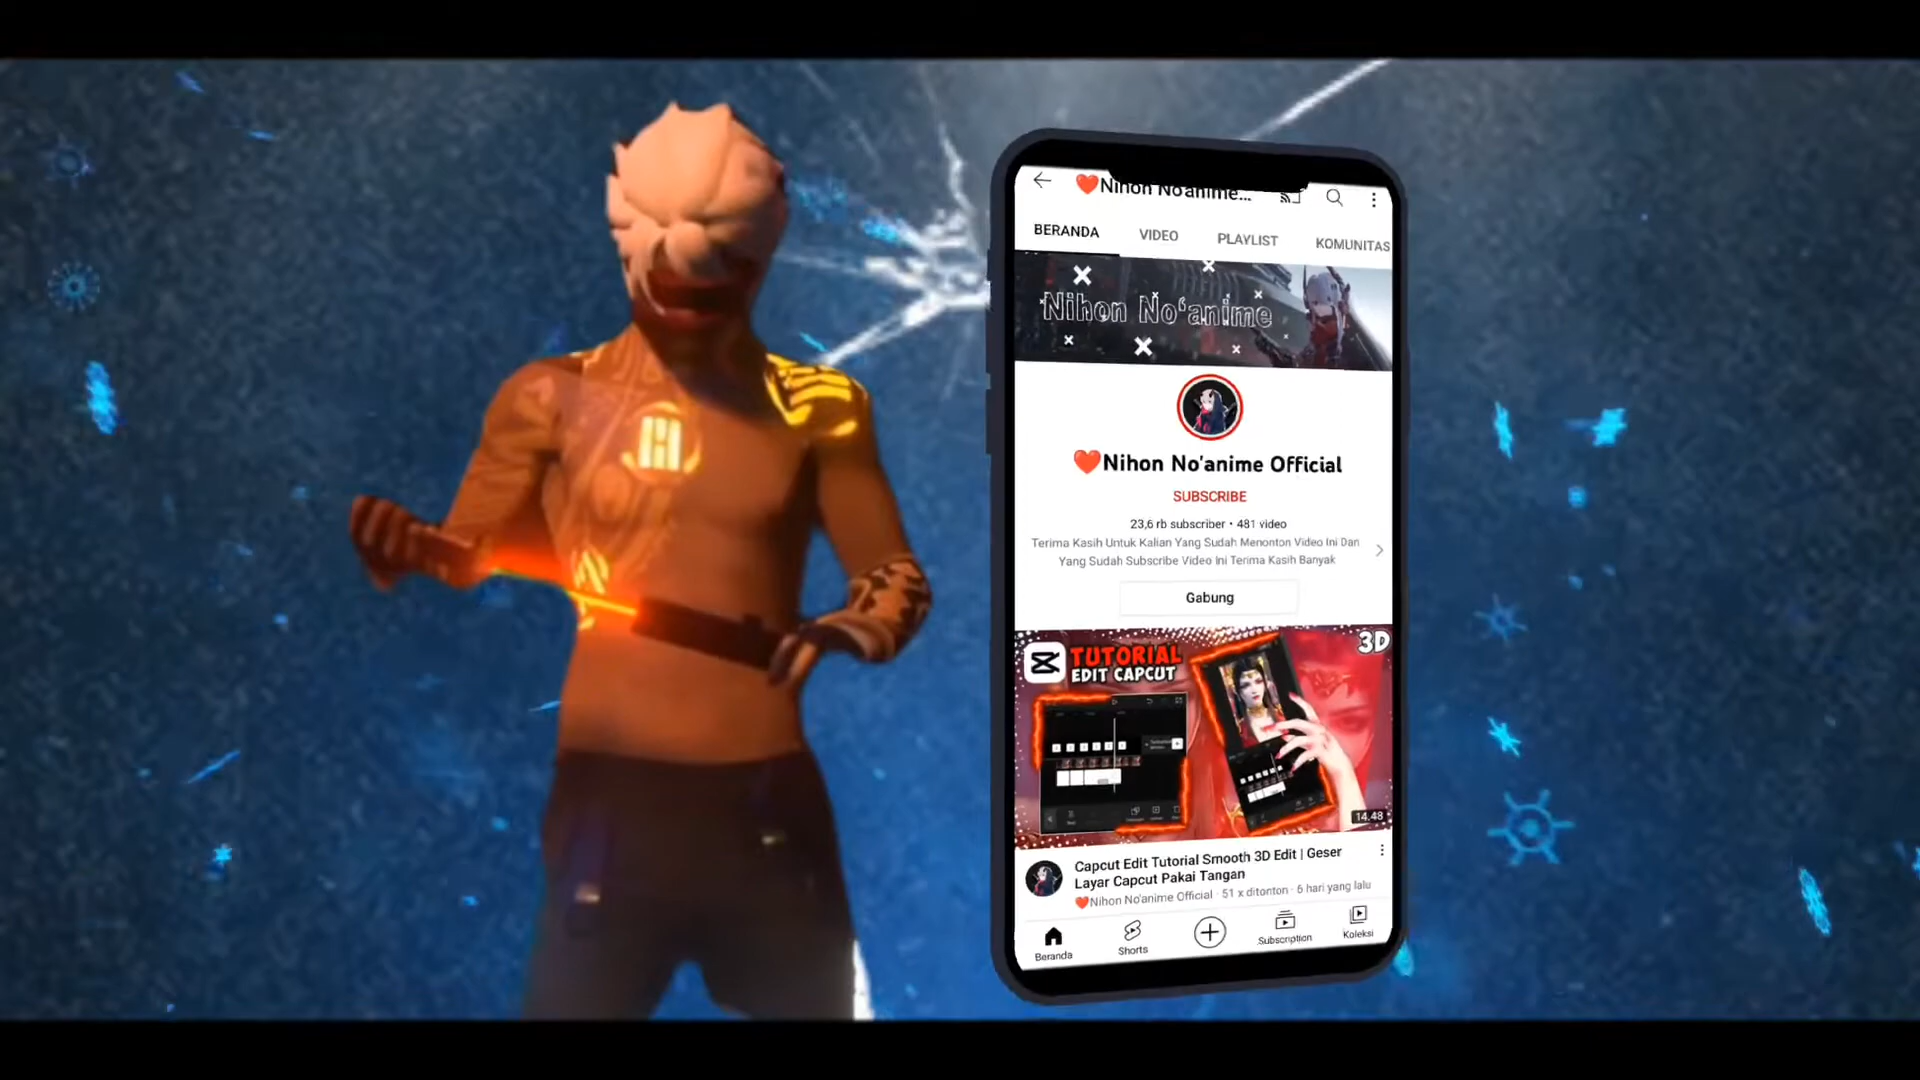 ❤️Nihon No'anime...
BERANDA VIDEO PLAYLIST KOMUNITAS
Nihon No'anime
❤️Nihon No'anime Official
SUBSCRIBE
23,6 rb subscriber • 481 video
Terima Kasih Untuk Kalian Yang Sudah Menonton Video Ini Dan
Yang Sudah Subscribe Video Ini Terima Kasih Banyak
Gabung
3D
TUTORIAL
EDIT CAPCUT
14.48
Capcut Edit Tutorial Smooth 3D Edit | Geser
Layar Capcut Pakai Tangan
❤️Nihon No'anime Official · 51 x ditonton · 6 hari yang lalu
Beranda Shorts Subscription Koleksi